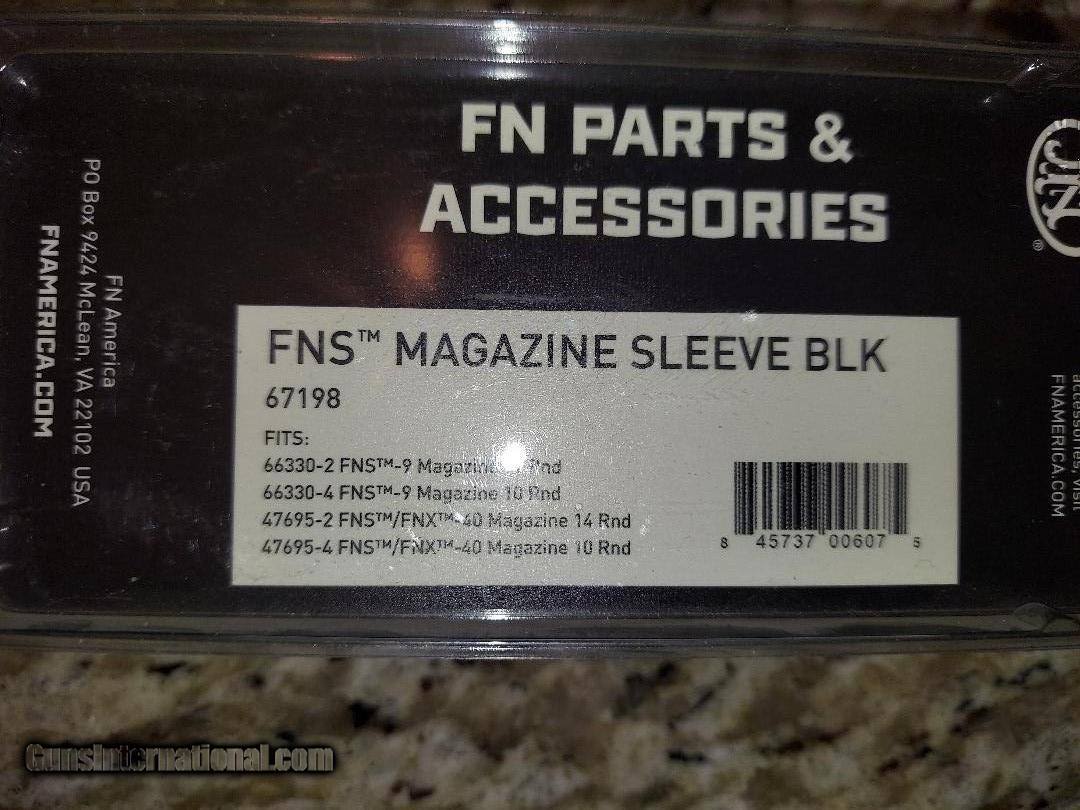 FN PARTS &
ACCESSORIES
FN
®
FN America
PO Box 9424 McLean, VA 22102 USA
FNAMERICA.COM
FNS™ MAGAZINE SLEEVE BLK
67198
FITS:
66330-2 FNS™-9 Magazine Rnd
66330-4 FNS™-9 Magazine 10 Rnd
47695-2 FNS™/FNX™-40 Magazine 14 Rnd
47695-4 FNS™/FNX™-40 Magazine 10 Rnd
8 45737 00607 5
accessories, visit
FNAMERICA.COM
GunsInternational.com